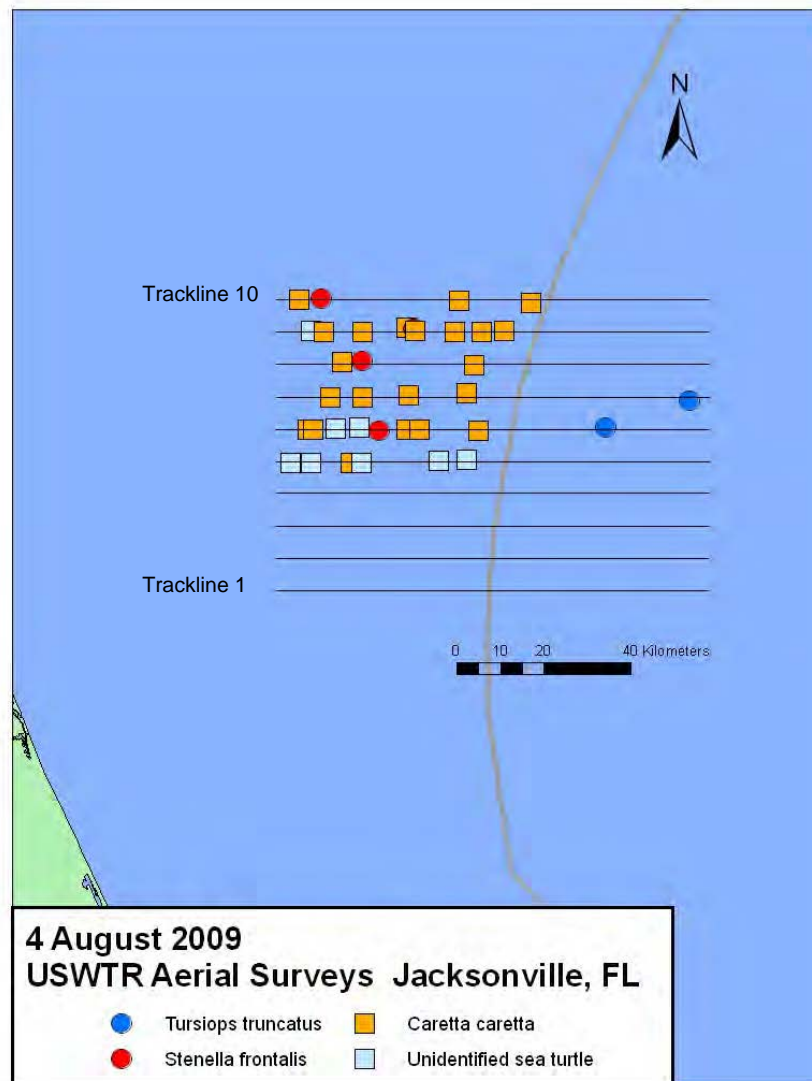 N
Trackline 10
Trackline 1
0 10 20 40 Kilometers
4 August 2009
USWTR Aerial Surveys Jacksonville, FL
Tursiops truncatus
Caretta caretta
Stenella frontalis
Unidentified sea turtle